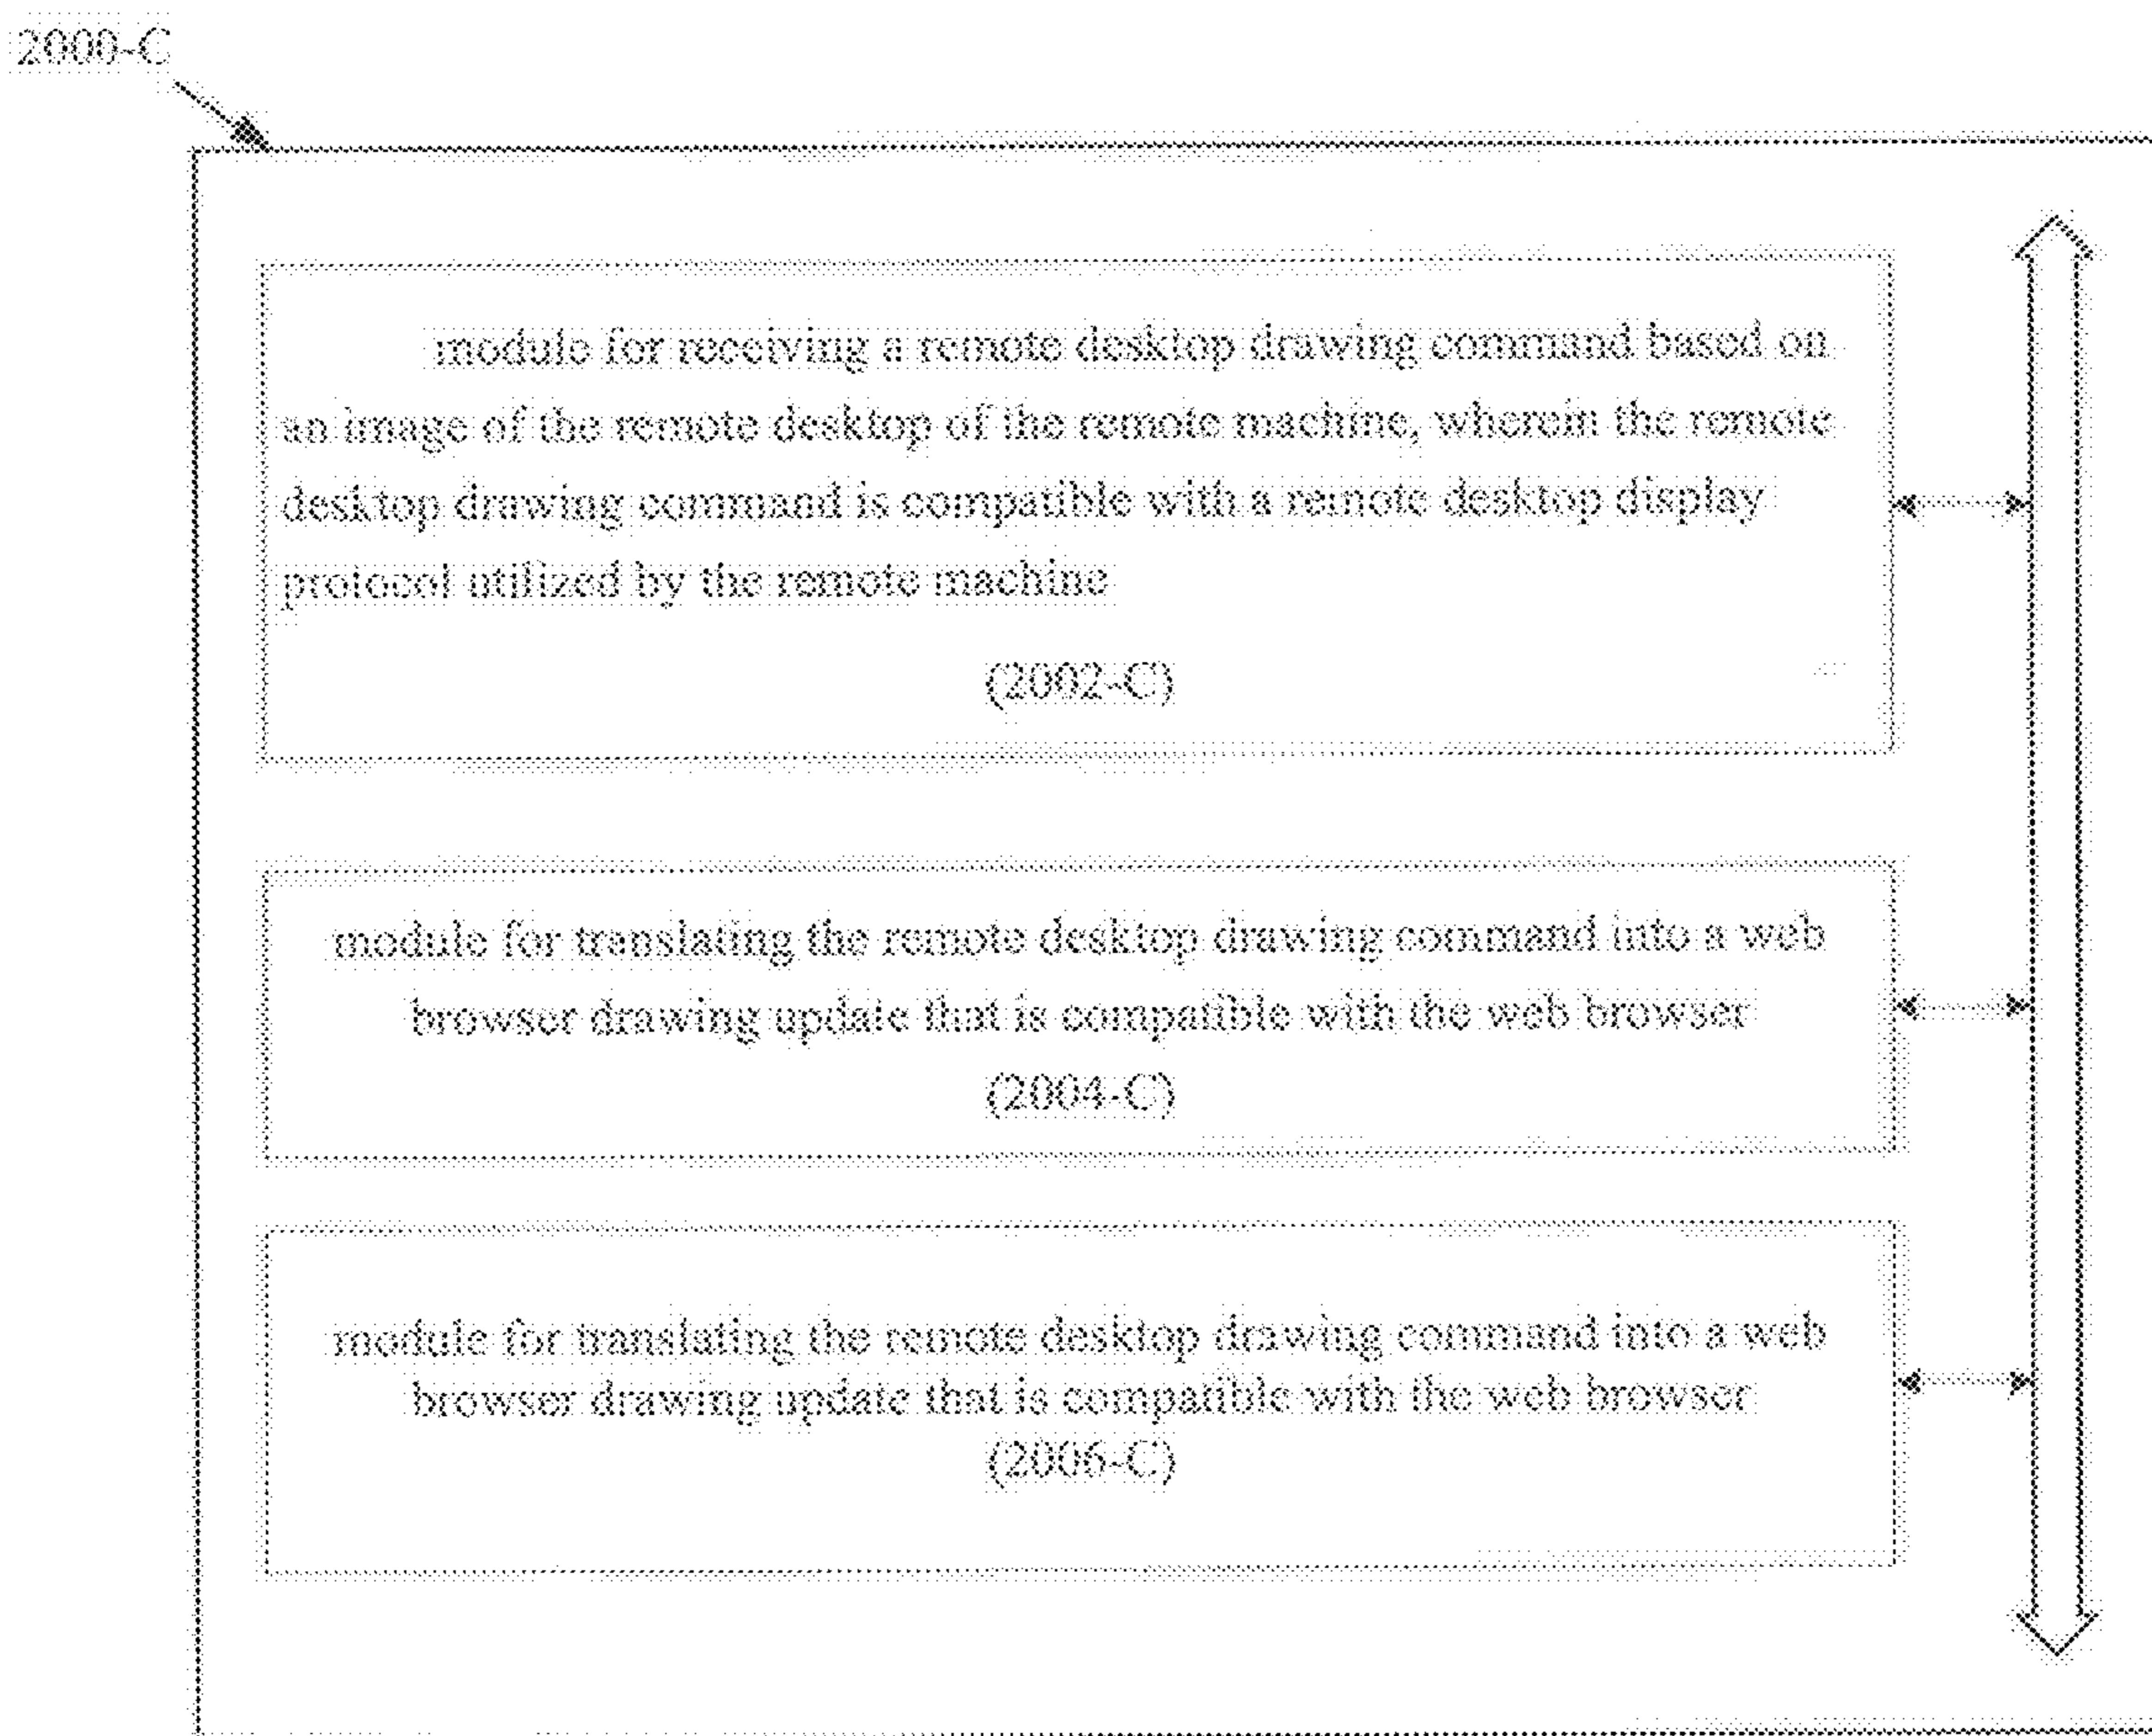 2000-C
module for receiving a remote desktop drawing command based on
an image of the remote desktop of the remote machine, wherein the remote
desktop drawing command is compatible with a remote desktop display
protocol utilized by the remote machine
(2002-C)
module for translating the remote desktop drawing command into a web
browser drawing update that is compatible with the web browser
(2004-C)
module for translating the remote desktop drawing command into a web
browser drawing update that is compatible with the web browser
(2006-C)